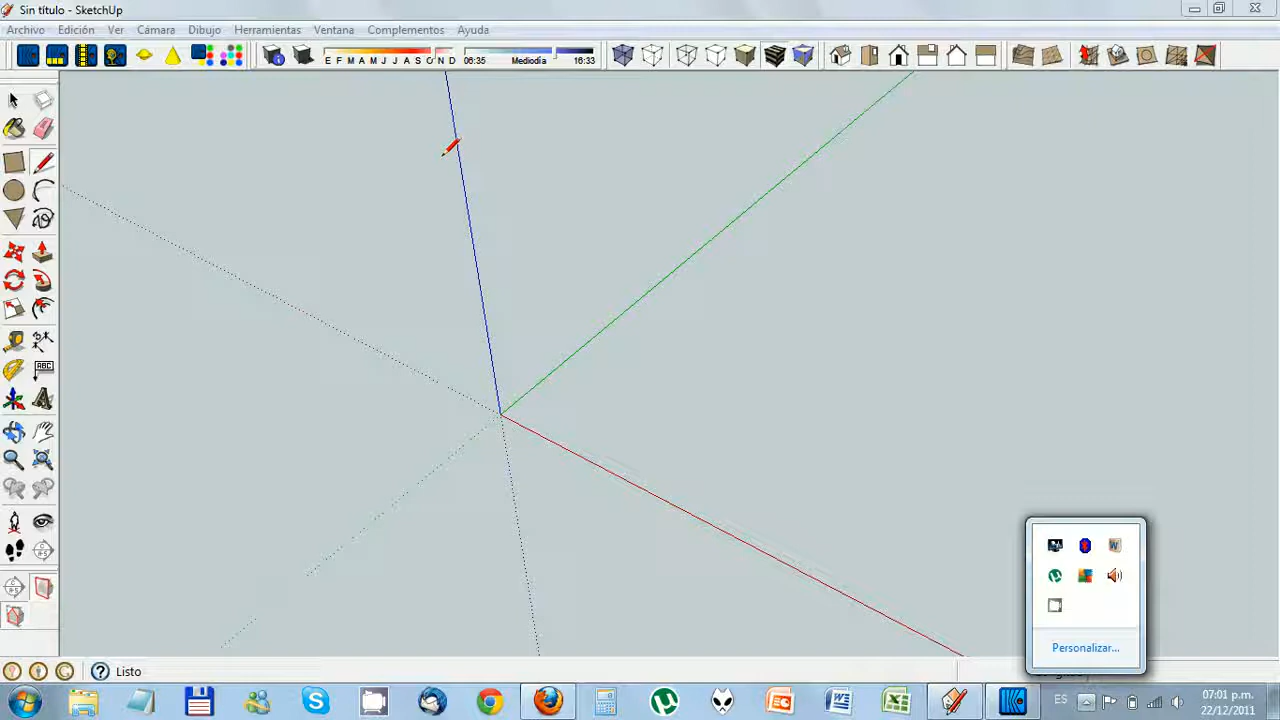 Sin título - SketchUp
Archivo Edición Ver Cámara Dibujo Herramientas Ventana Complementos Ayuda
E F M A M J J A S O N D 06:35 Mediodía 16:33
ABC
Personalizar...
Listo
ES 07:01 p.m.
22/12/2011